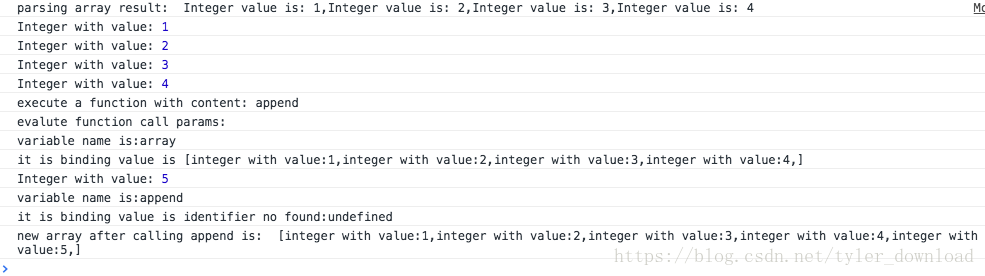 parsing array result:  Integer value is: 1,Integer value is: 2,Integer value is: 3,Integer value is: 4
Integer with value: 1
Integer with value: 2
Integer with value: 3
Integer with value: 4
execute a function with content: append
evalute function call params:
variable name is:array
it is binding value is [integer with value:1,integer with value:2,integer with value:3,integer with value:4,]
Integer with value: 5
variable name is:append
it is binding value is identifier no found:undefined
new array after calling append is:  [integer with value:1,integer with value:2,integer with value:3,integer with value:4,integer with
value:5,]
https://blog.csdn.net/tyler_download